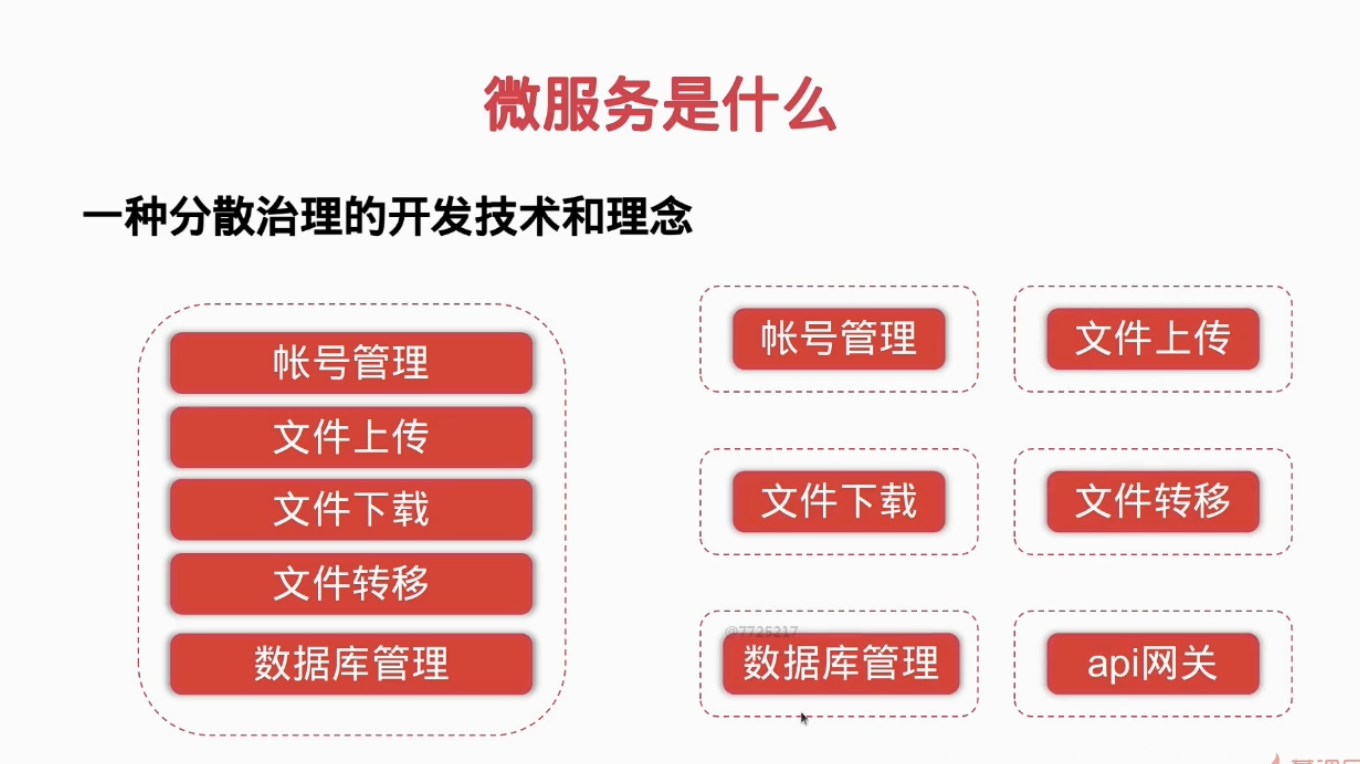 微服务是什么
一种分散治理的开发技术和理念
帐号管理
文件上传
文件下载
文件转移
数据库管理
帐号管理
文件上传
文件下载
文件转移
@7725217
数据库管理
api网关